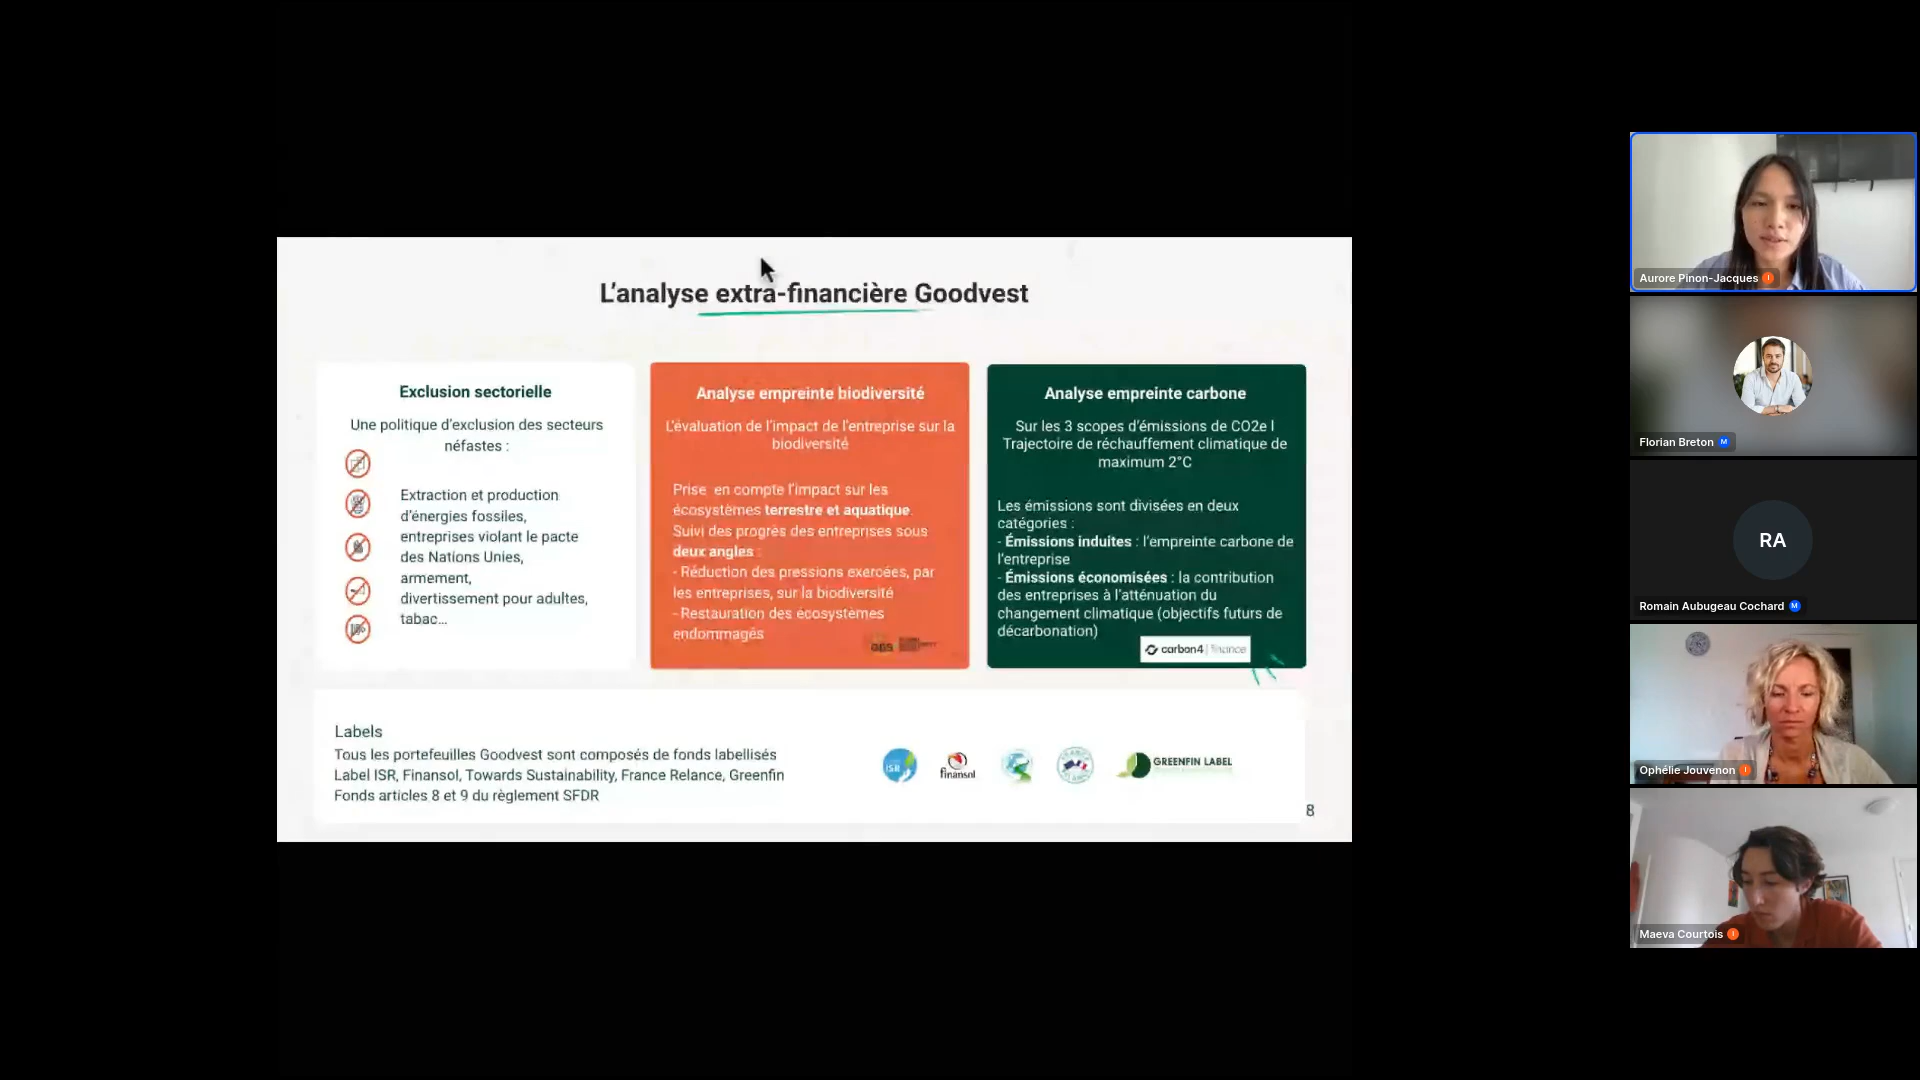 L'analyse extra-financière Goodvest
Exclusion sectorielle
Une politique d'exclusion des secteurs
néfastes :
Extraction et production
d'énergies fossiles,
entreprises violant le pacte
des Nations Unies,
armement,
divertissement pour adultes,
tabac...
Analyse empreinte biodiversité
L'évaluation de l'impact de l'entreprise sur la
biodiversité
Prise en compte l'impact sur les
écosystèmes terrestre et aquatique.
Suivi des progrès des entreprises sous
deux angles :
- Réduction des pressions exercées, par
les entreprises, sur la biodiversité
- Restauration des écosystèmes
endommagés
Analyse empreinte carbone
Sur les 3 scopes d'émissions de CO2e I
Trajectoire de réchauffement climatique de
maximum 2°C
Les émissions sont divisées en deux
catégories :
- Émissions induites : l'empreinte carbone de
l'entreprise
- Émissions économisées : la contribution
des entreprises à l'atténuation du
changement climatique (objectifs futurs de
décarbonation)
carbon4 finance
Labels
Tous les portefeuilles Goodvest sont composés de fonds labellisés
Label ISR, Finansol, Towards Sustainability, France Relance, Greenfin
Fonds articles 8 et 9 du règlement SFDR
ISR
finansol
GREENFIN LABEL
8
Aurore Pinon-Jacques
Florian Breton M
RA
Romain Aubugeau Cochard M
Ophélie Jouvenon
Maeva Courtois